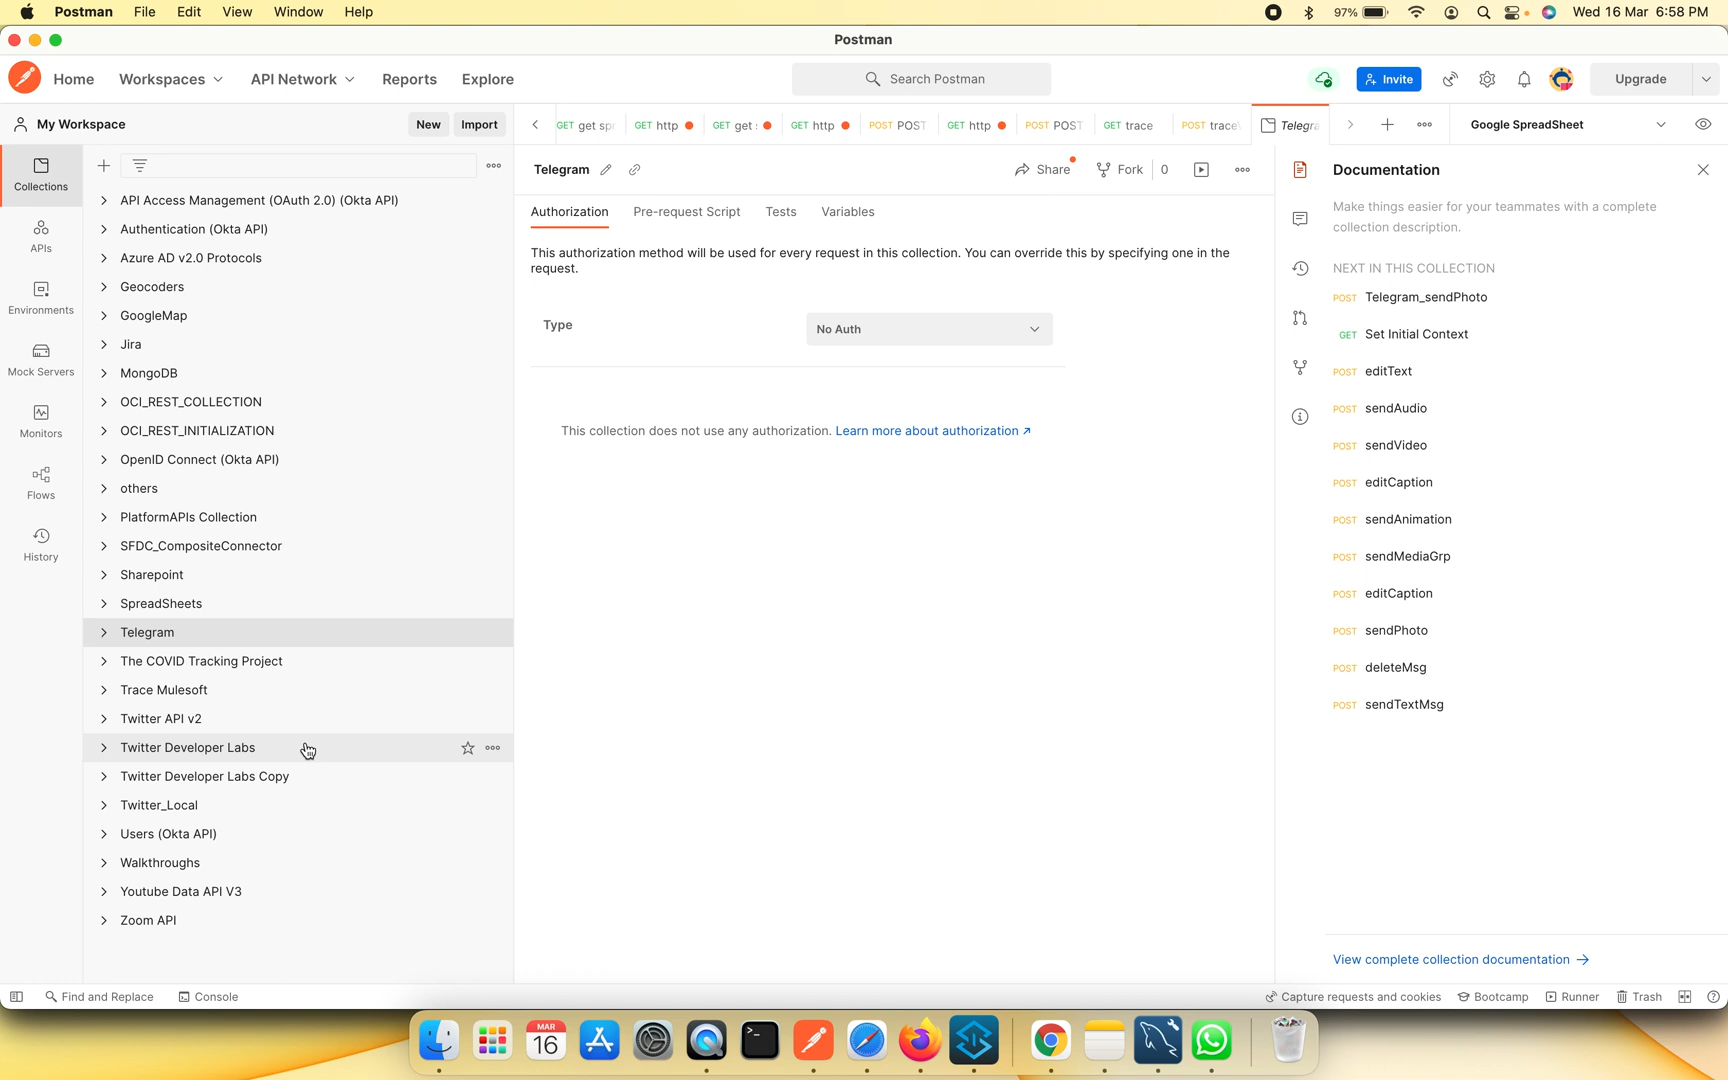 Postman File Edit View Window Help
97% Wed 16 Mar 6:58 PM
Postman
Home Workspaces API Network Reports Explore
Search Postman
Invite
Upgrade
My Workspace
New Import
GET get sp GET http GET get : GET http POST POST GET http POST POST GET trace POST trace Telegra
Google SpreadSheet
Collections
APIs
Environments
Mock Servers
Monitors
Flows
History
API Access Management (OAuth 2.0) (Okta API)
Authentication (Okta API)
Azure AD v2.0 Protocols
Geocoders
GoogleMap
Jira
MongoDB
OCI_REST_COLLECTION
OCI_REST_INITIALIZATION
OpenID Connect (Okta API)
others
PlatformAPIs Collection
SFDC_CompositeConnector
Sharepoint
SpreadSheets
Telegram
The COVID Tracking Project
Trace Mulesoft
Twitter API v2
Twitter Developer Labs
Twitter Developer Labs Copy
Twitter_Local
Users (Okta API)
Walkthroughs
Youtube Data API V3
Zoom API
Telegram
Share Fork 0
Authorization Pre-request Script Tests Variables
This authorization method will be used for every request in this collection. You can override this by specifying one in the
request.
Type
No Auth
This collection does not use any authorization. Learn more about authorization ↗
Documentation
Make things easier for your teammates with a complete
collection description.
NEXT IN THIS COLLECTION
POST Telegram_sendPhoto
GET Set Initial Context
POST editText
POST sendAudio
POST sendVideo
POST editCaption
POST sendAnimation
POST sendMediaGrp
POST editCaption
POST sendPhoto
POST deleteMsg
POST sendTextMsg
View complete collection documentation →
Find and Replace Console
Capture requests and cookies Bootcamp Runner Trash
MAR
16